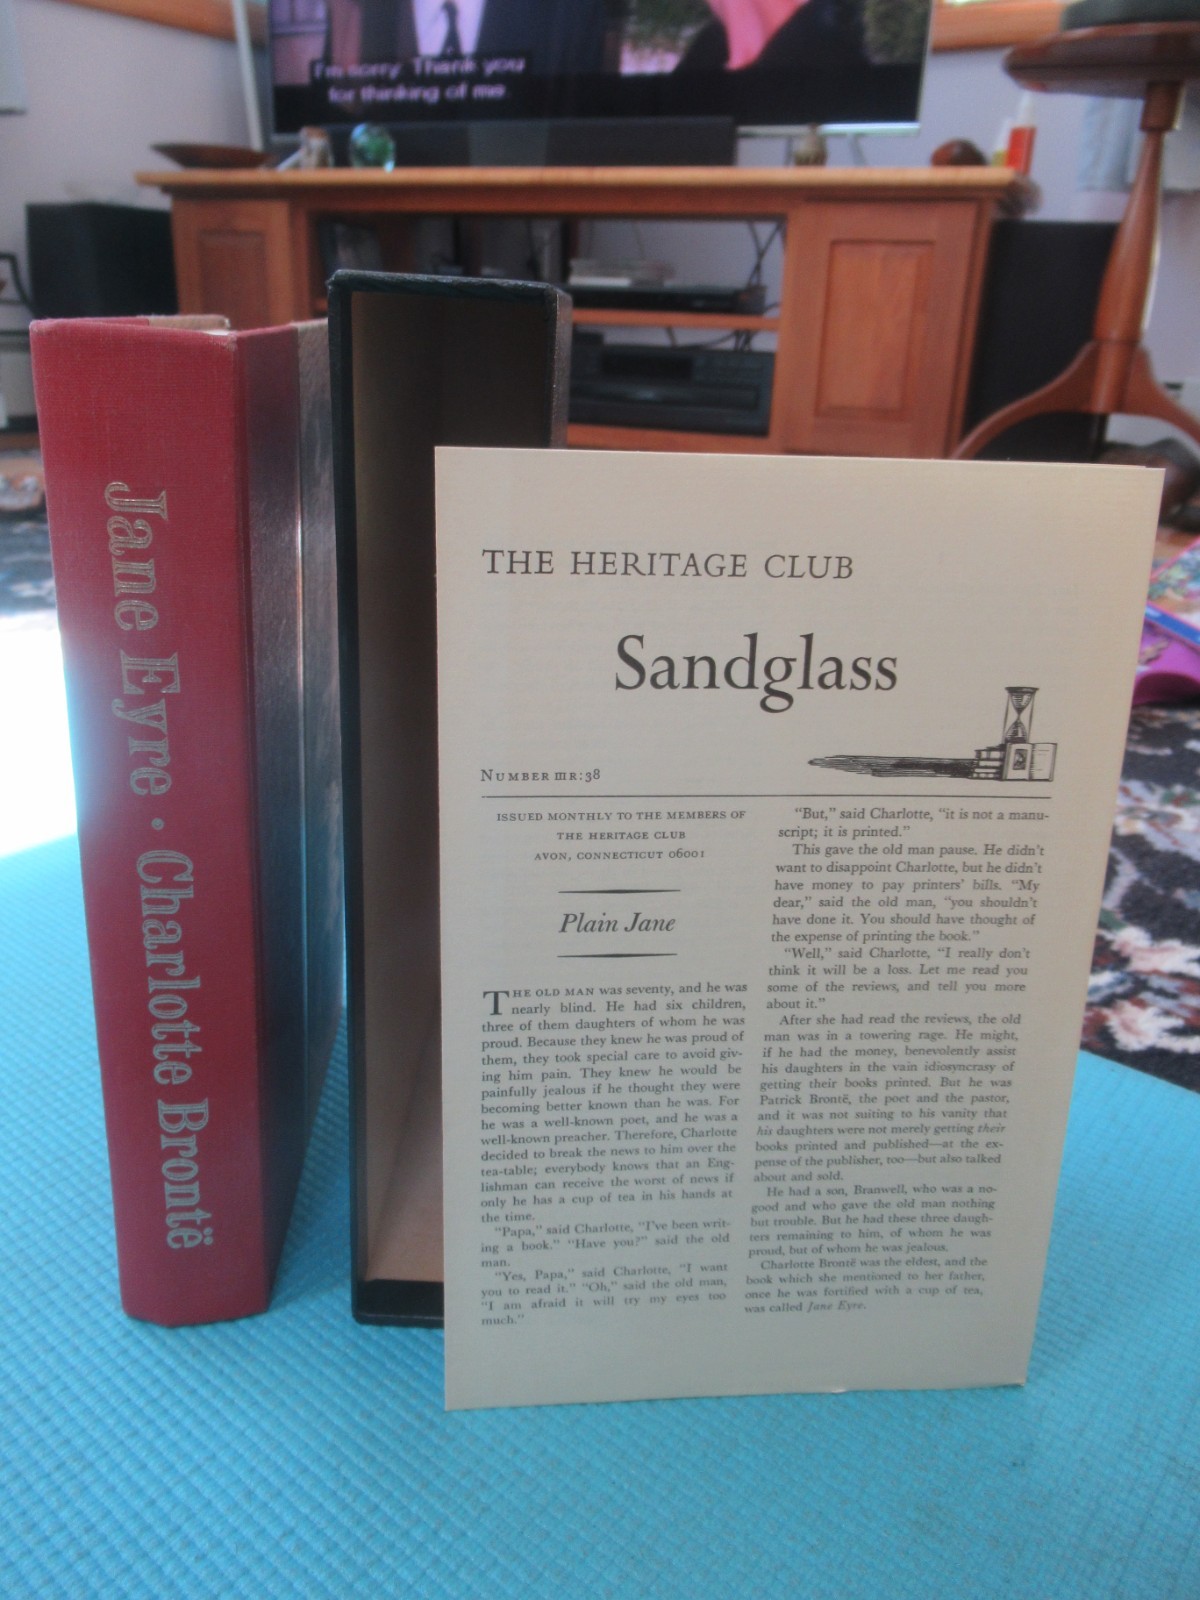 I'm sorry. Thank you
for thinking of me.
Jane Eyre • Charlotte Brontë
THE HERITAGE CLUB
Sandglass
NUMBER IIIR:38
ISSUED MONTHLY TO THE MEMBERS OF
THE HERITAGE CLUB
AVON, CONNECTICUT 06001
Plain Jane
THE OLD MAN was seventy, and he was
nearly blind. He had six children,
three of them daughters of whom he was
proud. Because they knew he was proud of
them, they took special care to avoid giv-
ing him pain. They knew he would be
painfully jealous if he thought they were
becoming better known than he was. For
he was a well-known poet, and he was a
well-known preacher. Therefore, Charlotte
decided to break the news to him over the
tea-table; everybody knows that an Eng-
lishman can receive the worst of news if
only he has a cup of tea in his hands at
the time.
"Papa," said Charlotte, "I've been writ-
ing a book." "Have you?" said the old
man.
"Yes, Papa," said Charlotte, "I want
you to read it." "Oh," said the old man,
"I am afraid it will try my eyes too
much."
"But," said Charlotte, "it is not a manu-
script; it is printed."
This gave the old man pause. He didn't
want to disappoint Charlotte, but he didn't
have money to pay printers' bills. "My
dear," said the old man, "you shouldn't
have done it. You should have thought of
the expense of printing the book."
"Well," said Charlotte, "I really don't
think it will be a loss. Let me read you
some of the reviews, and tell you more
about it."
After she had read the reviews, the old
man was in a towering rage. He might,
if he had the money, benevolently assist
his daughters in the vain idiosyncrasy of
getting their books printed. But he was
Patrick Brontë, the poet and the pastor,
and it was not suiting to his vanity that
his daughters were not merely getting their
books printed and published—at the ex-
pense of the publisher, too—but also talked
about and sold.
He had a son, Branwell, who was a no-
good and who gave the old man nothing
but trouble. But he had these three daugh-
ters remaining to him, of whom he was
proud, but of whom he was jealous.
Charlotte Brontë was the eldest, and the
book which she mentioned to her father,
once he was fortified with a cup of tea,
was called Jane Eyre.